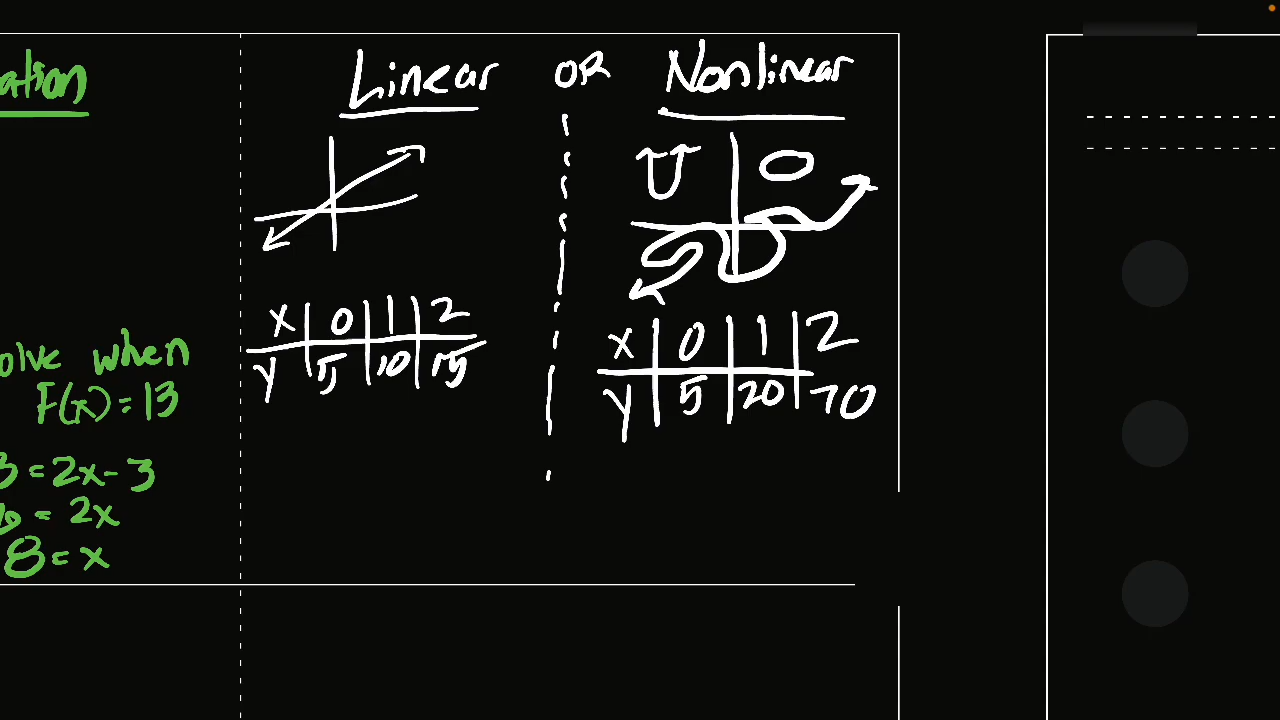 ation
olve when
F(x) = 13
3 = 2x - 3
= 2x
8 = x
Linear OR Nonlinear
x 0 1 2
y 5 10 15
x 0 1 2
y 5 20 70